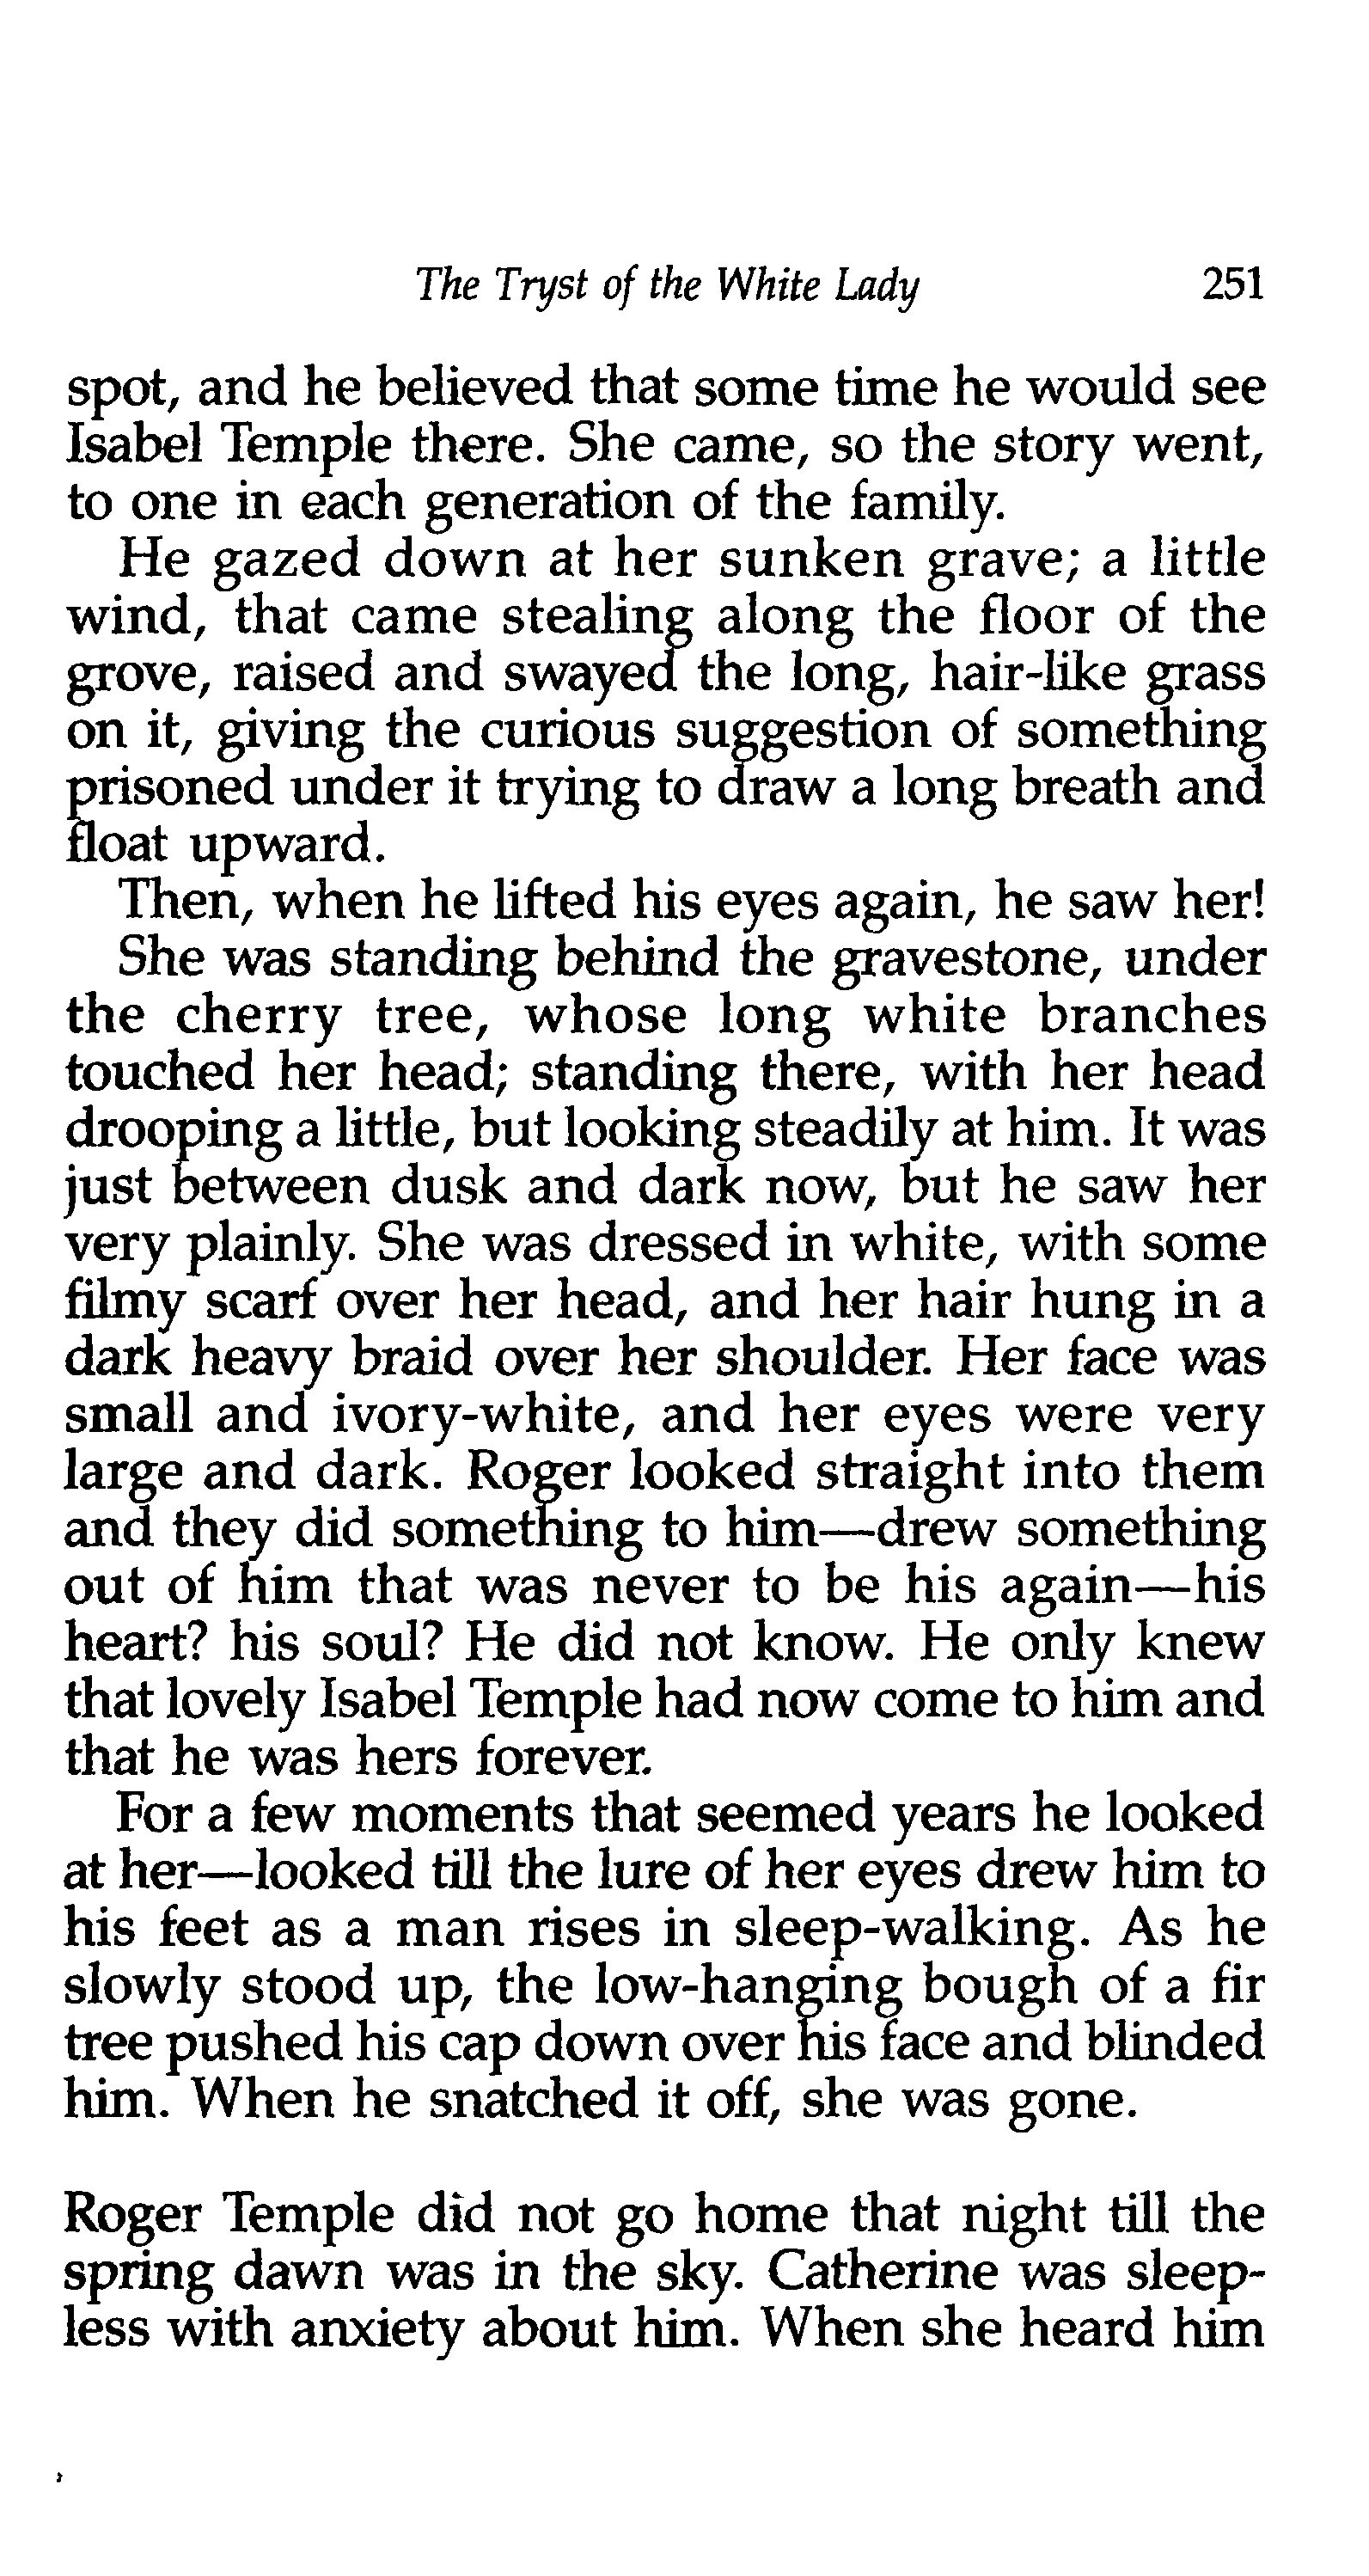 The Tryst of the White Lady 251
spot, and he believed that some time he would see
Isabel Temple there. She came, so the story went,
to one in each generation of the family.
He gazed down at her sunken grave; a little
wind, that came stealing along the floor of the
grove, raised and swayed the long, hair-like grass
on it, giving the curious suggestion of something
prisoned under it trying to draw a long breath and
float upward.
Then, when he lifted his eyes again, he saw her!
She was standing behind the gravestone, under
the cherry tree, whose long white branches
touched her head; standing there, with her head
drooping a little, but looking steadily at him. It was
just between dusk and dark now, but he saw her
very plainly. She was dressed in white, with some
filmy scarf over her head, and her hair hung in a
dark heavy braid over her shoulder. Her face was
small and ivory-white, and her eyes were very
large and dark. Roger looked straight into them
and they did something to him—drew something
out of him that was never to be his again—his
heart? his soul? He did not know. He only knew
that lovely Isabel Temple had now come to him and
that he was hers forever.
For a few moments that seemed years he looked
at her—looked till the lure of her eyes drew him to
his feet as a man rises in sleep-walking. As he
slowly stood up, the low-hanging bough of a fir
tree pushed his cap down over his face and blinded
him. When he snatched it off, she was gone.
Roger Temple did not go home that night till the
spring dawn was in the sky. Catherine was sleep-
less with anxiety about him. When she heard him